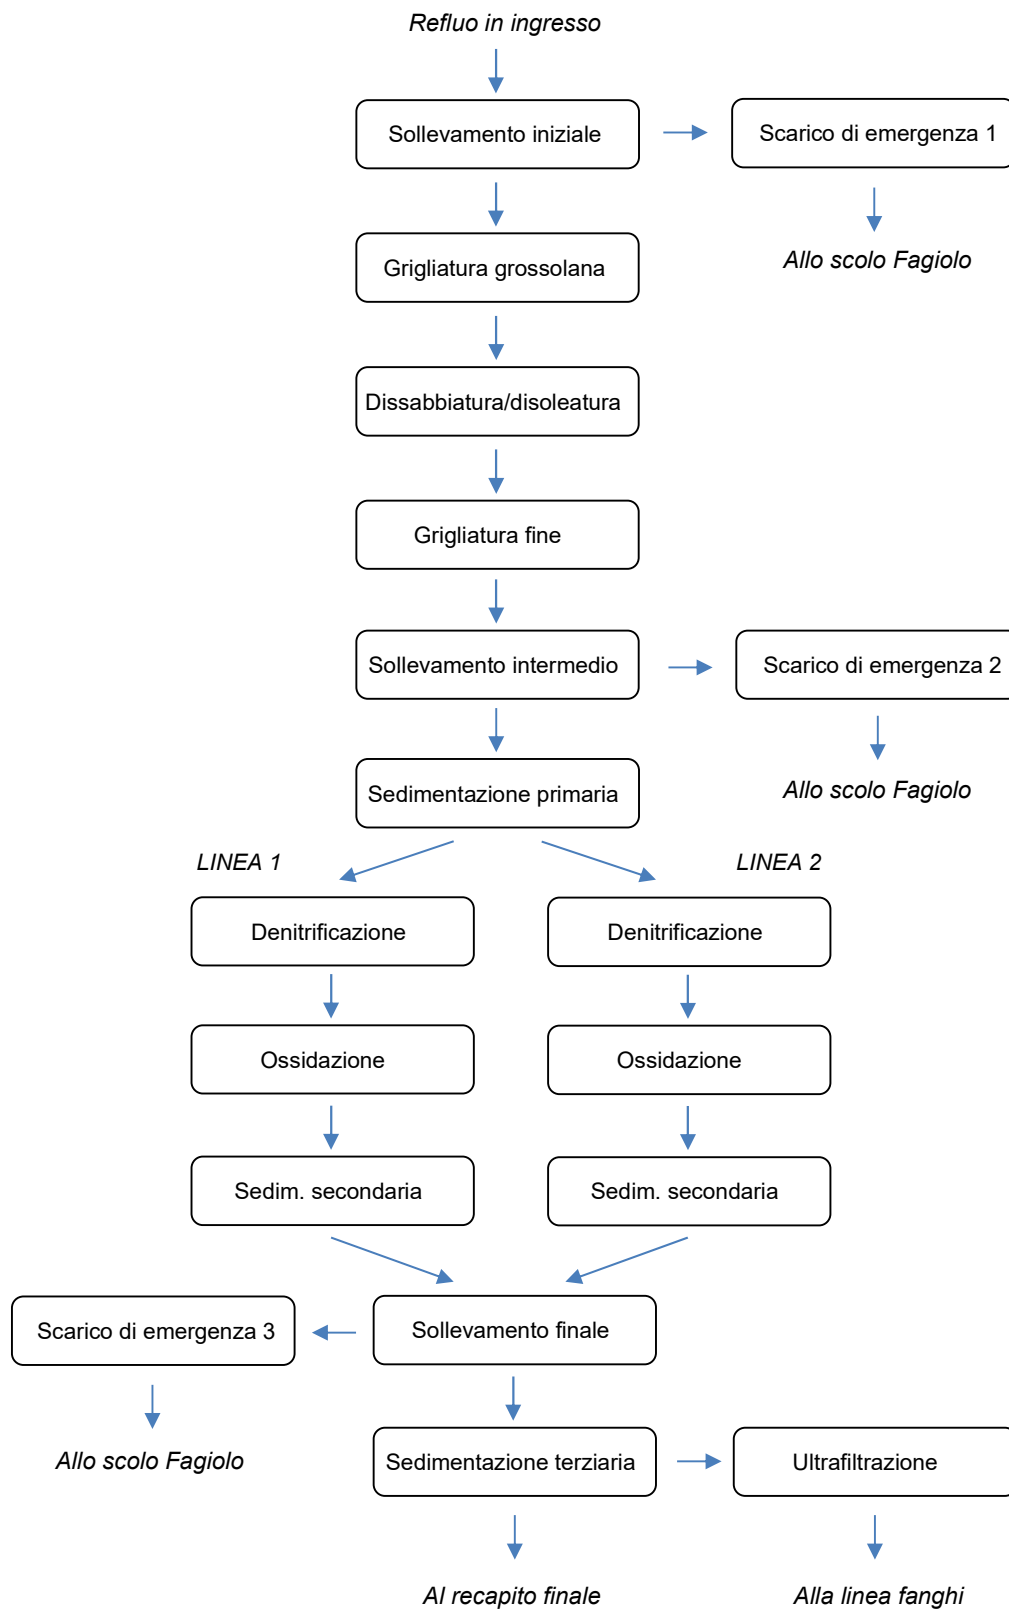 Refluo in ingresso
Sollevamento iniziale
Scarico di emergenza 1
Grigliatura grossolana
Allo scolo Fagiolo
Dissabbiatura/disoleatura
Grigliatura fine
Sollevamento intermedio
Scarico di emergenza 2
Sedimentazione primaria
Allo scolo Fagiolo
LINEA 1
LINEA 2
Denitrificazione
Denitrificazione
Ossidazione
Ossidazione
Sedim. secondaria
Sedim. secondaria
Scarico di emergenza 3
Sollevamento finale
Allo scolo Fagiolo
Sedimentazione terziaria
Ultrafiltrazione
Al recapito finale
Alla linea fanghi